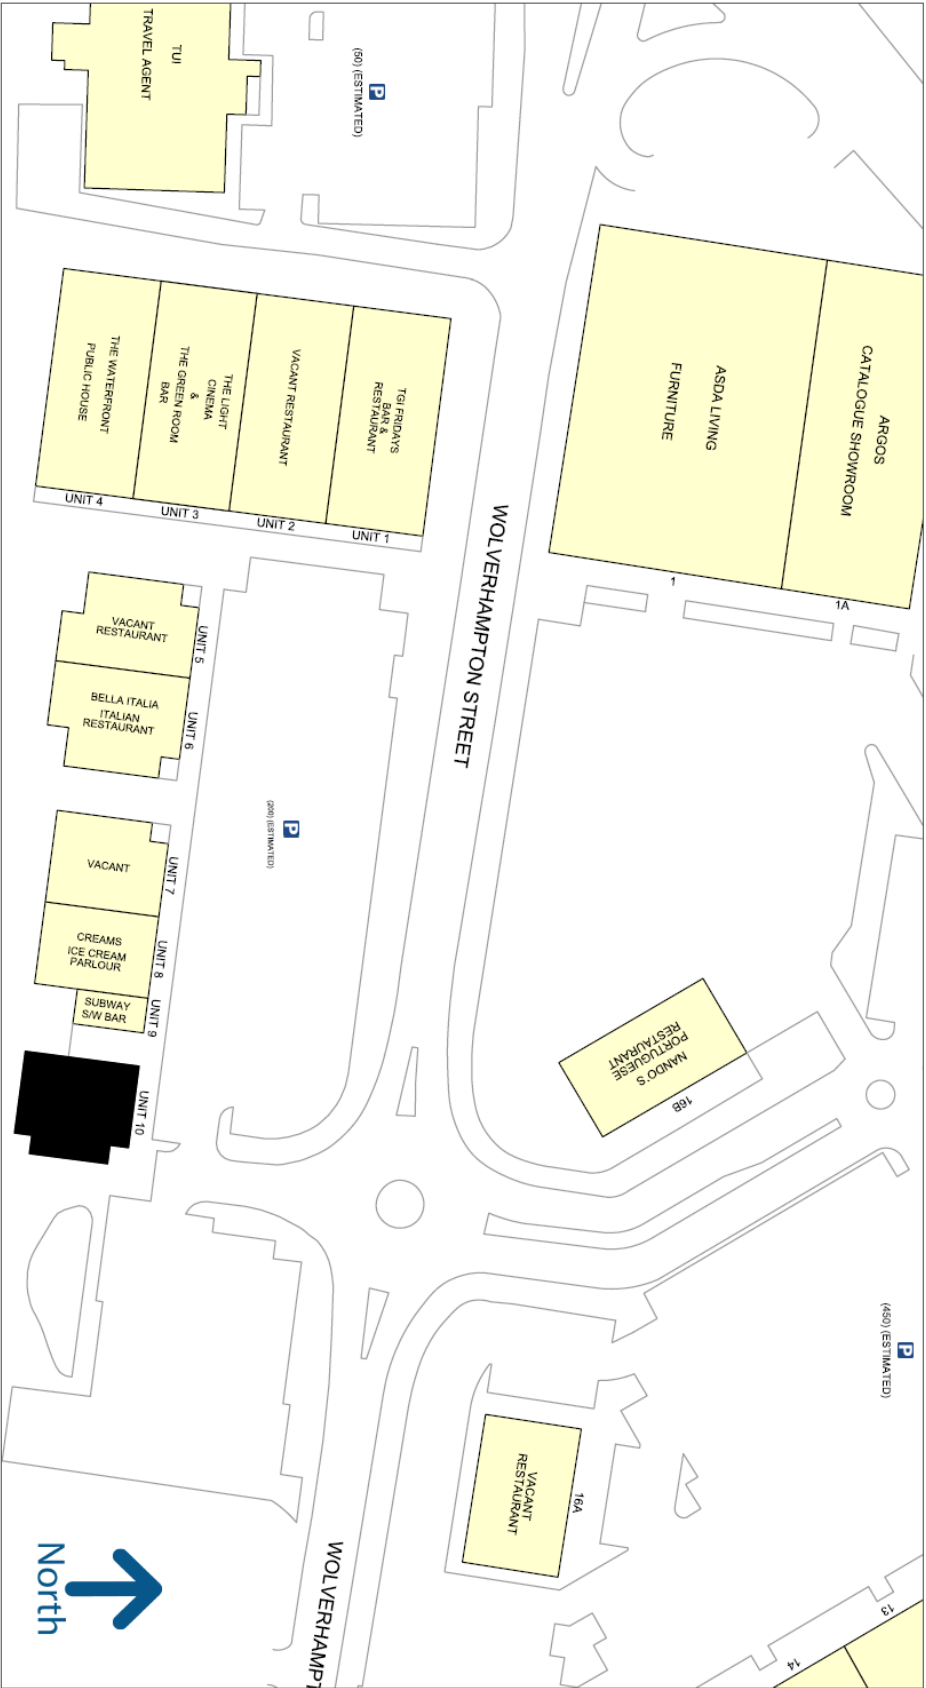 TUI
TRAVEL AGENT
P
(50) (ESTIMATED)
ARGOS
CATALOGUE SHOWROOM
1A
ASDA LIVING
FURNITURE
1
TGI FRIDAYS
BAR &
RESTAURANT
UNIT 1
VACANT RESTAURANT
UNIT 2
THE LIGHT
CINEMA
&
THE GREEN ROOM
BAR
UNIT 3
THE WATERFRONT
PUBLIC HOUSE
UNIT 4
WOLVERHAMPTON STREET
VACANT
RESTAURANT
UNIT 5
BELLA ITALIA
ITALIAN
RESTAURANT
UNIT 6
P
(200) (ESTIMATED)
VACANT
UNIT 7
CREAMS
ICE CREAM
PARLOUR
UNIT 8
SUBWAY
S/W BAR
UNIT 9
UNIT 10
NANDO'S
PORTUGUESE
RESTAURANT
16B
P
(450) (ESTIMATED)
VACANT
RESTAURANT
16A
WOLVERHAMPT
13
14
North